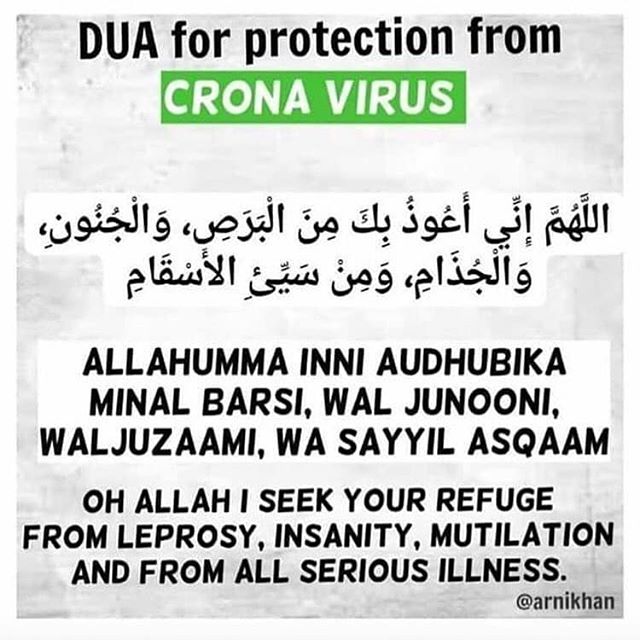 DUA for protection from
CRONA VIRUS
اللَّهُمَّ إِنِّي أَعُوذُ بِكَ مِنَ الْبَرَصِ، وَالْجُنُونِ،
وَالْجُذَامِ، وَمِنْ سَيِّئِ الأَسْقَامِ
ALLAHUMMA INNI AUDHUBIKA
MINAL BARSI, WAL JUNOONI,
WALJUZAAMI, WA SAYYIL ASQAAM
OH ALLAH I SEEK YOUR REFUGE
FROM LEPROSY, INSANITY, MUTILATION
AND FROM ALL SERIOUS ILLNESS.
@arnikhan